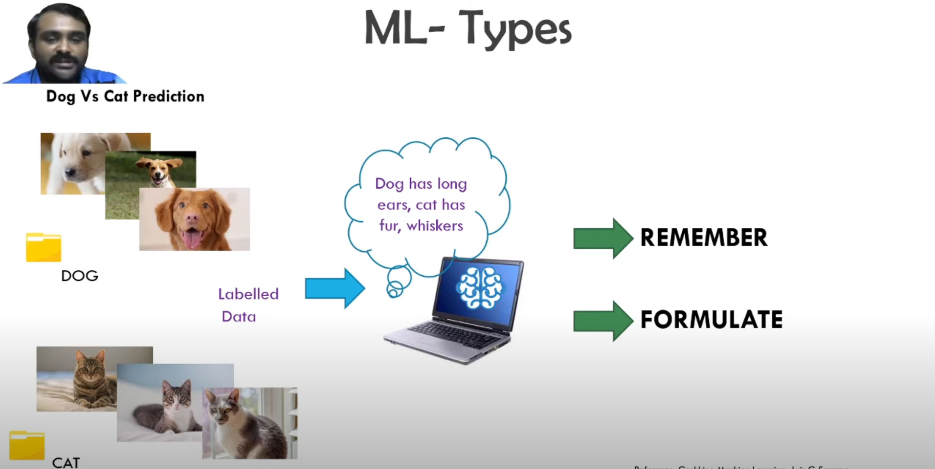 ML- Types
Dog Vs Cat Prediction
DOG
Labelled
Data
CAT
Dog has long
ears, cat has
fur, whiskers
REMEMBER
FORMULATE